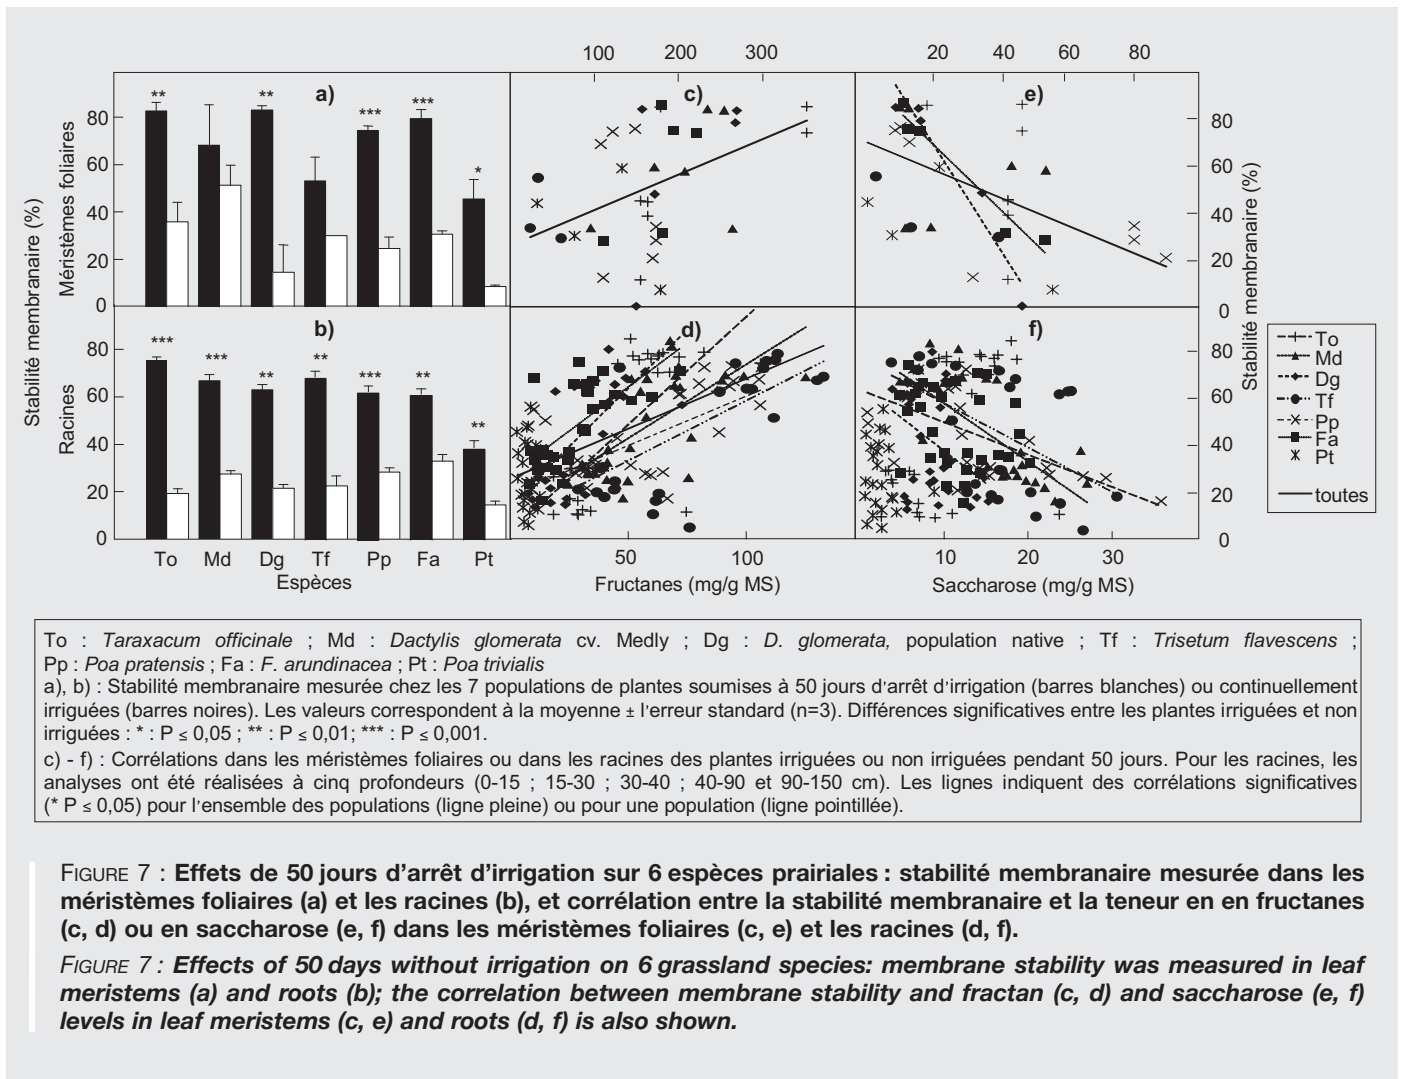 100 200 300
20 40 60 80
a)
c)
e)
Stabilité membranaire (%)
Méristèmes foliaires
80
60
40
20
0
** ** *** *** *
80
60
40
20
0
Stabilité membranaire (%)
b)
d)
f)
Racines
80
60
40
20
0
*** *** ** ** *** ** **
80
60
40
20
0
To Md Dg Tf Pp Fa Pt
Espèces
50 100
Fructanes (mg/g MS)
10 20 30
Saccharose (mg/g MS)
To
Md
Dg
Tf
Pp
Fa
Pt
toutes
To : Taraxacum officinale ; Md : Dactylis glomerata cv. Medly ; Dg : D. glomerata, population native ; Tf : Trisetum flavescens ;
Pp : Poa pratensis ; Fa : F. arundinacea ; Pt : Poa trivialis
a), b) : Stabilité membranaire mesurée chez les 7 populations de plantes soumises à 50 jours d'arrêt d'irrigation (barres blanches) ou continuellement
irriguées (barres noires). Les valeurs correspondent à la moyenne ± l'erreur standard (n=3). Différences significatives entre les plantes irriguées et non
irriguées : * : P ≤ 0,05 ; ** : P ≤ 0,01; *** : P ≤ 0,001.
c) - f) : Corrélations dans les méristèmes foliaires ou dans les racines des plantes irriguées ou non irriguées pendant 50 jours. Pour les racines, les
analyses ont été réalisées à cinq profondeurs (0-15 ; 15-30 ; 30-40 ; 40-90 et 90-150 cm). Les lignes indiquent des corrélations significatives
(* P ≤ 0,05) pour l'ensemble des populations (ligne pleine) ou pour une population (ligne pointillée).
FIGURE 7 : Effets de 50 jours d'arrêt d'irrigation sur 6 espèces prairiales : stabilité membranaire mesurée dans les
méristèmes foliaires (a) et les racines (b), et corrélation entre la stabilité membranaire et la teneur en en fructanes
(c, d) ou en saccharose (e, f) dans les méristèmes foliaires (c, e) et les racines (d, f).
FIGURE 7 : Effects of 50 days without irrigation on 6 grassland species: membrane stability was measured in leaf
meristems (a) and roots (b); the correlation between membrane stability and fractan (c, d) and saccharose (e, f)
levels in leaf meristems (c, e) and roots (d, f) is also shown.